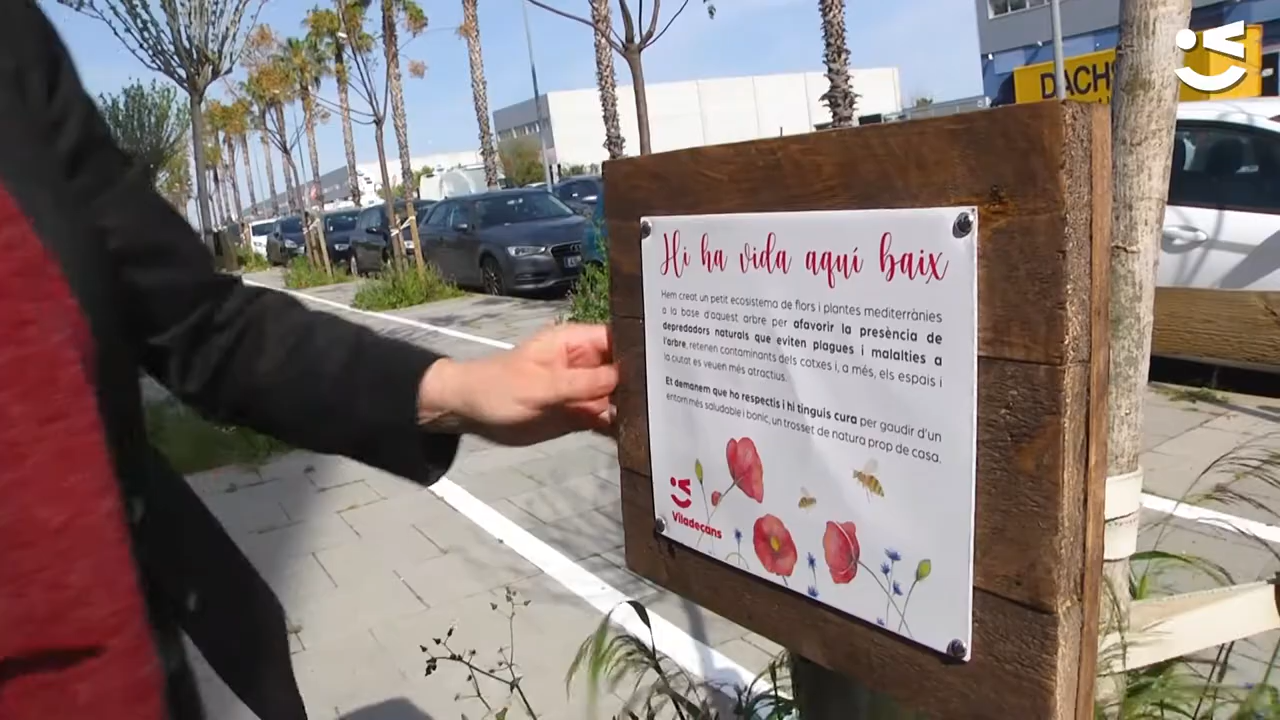 DACHS
Hi ha vida aquí baix
Hem creat un petit ecosistema de flors i plantes mediterrànies
a la base d'aquest arbre per afavorir la presència de
depredadors naturals que eviten plagues i malalties a
l'arbre, retenen contaminants dels cotxes i, a més, els espais i
la ciutat es veuen més atractius.
Et demanem que ho respectis i hi tinguis cura per gaudir d'un
entorn més saludable i bonic, un trosset de natura prop de casa.
Viladecans